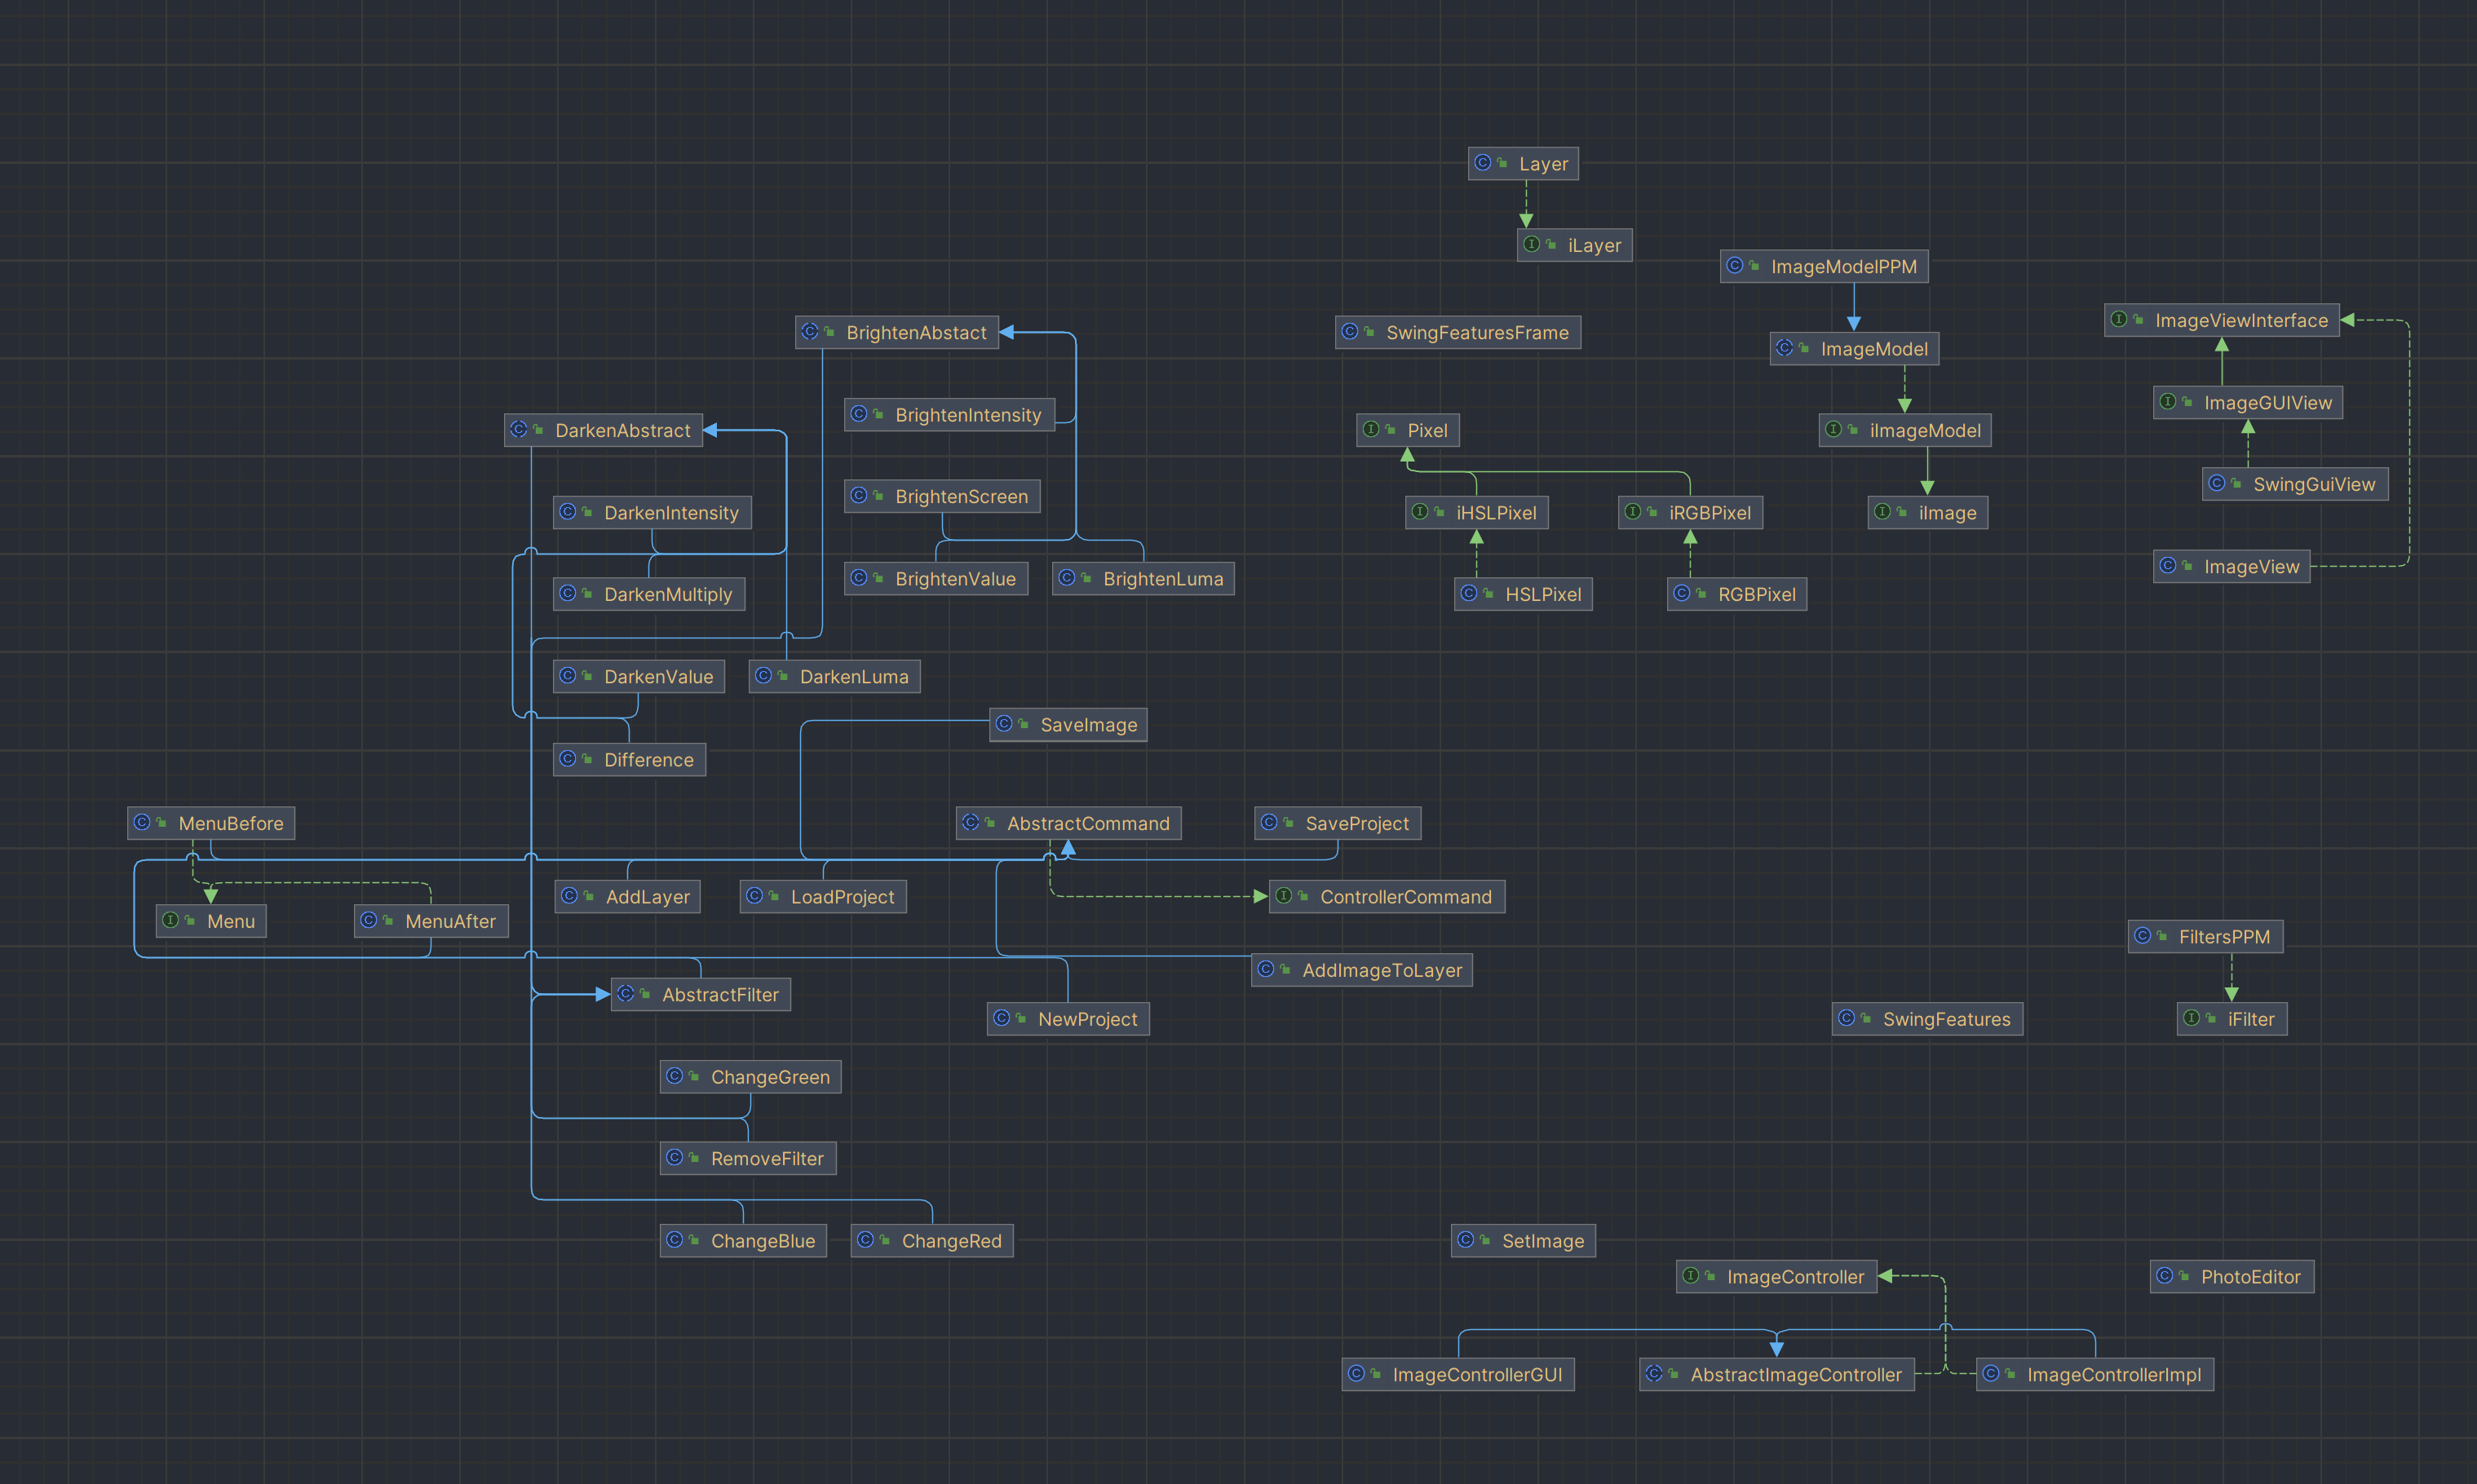 Layer
iLayer
ImageModelPPM
ImageViewInterface
BrightenAbstact
SwingFeaturesFrame
ImageModel
ImageGUIView
BrightenIntensity
DarkenAbstract
Pixel
iImageModel
SwingGuiView
BrightenScreen
DarkenIntensity
iHSLPixel
iRGBPixel
iImage
ImageView
BrightenValue
BrightenLuma
DarkenMultiply
HSLPixel
RGBPixel
DarkenValue
DarkenLuma
SaveImage
Difference
MenuBefore
AbstractCommand
SaveProject
AddLayer
LoadProject
ControllerCommand
Menu
MenuAfter
FiltersPPM
AddImageToLayer
AbstractFilter
NewProject
SwingFeatures
iFilter
ChangeGreen
RemoveFilter
ChangeBlue
ChangeRed
SetImage
ImageController
PhotoEditor
ImageControllerGUI
AbstractImageController
ImageControllerImpl